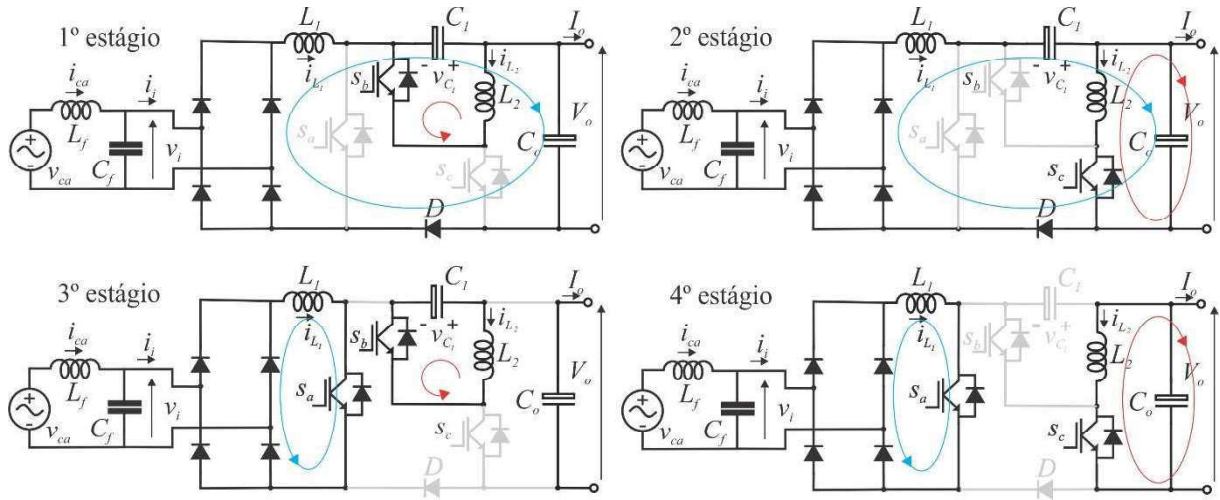 1º estágio
L1
C1
Io
ica
ii
iL1
sb
- vC1 +
iL2
L2
Lf
vi
sa
Co
Vo
Cf
vca
sc
D
2º estágio
L1
C1
Io
ica
ii
iL1
sb
- vC1 +
iL2
L2
Lf
vi
sa
Co
Vo
Cf
vca
sc
D
3º estágio
L1
C1
Io
ica
ii
iL1
sb
- vC1 +
iL2
L2
Lf
vi
sa
Co
Vo
Cf
vca
sc
D
4º estágio
L1
C1
Io
ica
ii
iL1
sb
- vC1 +
iL2
L2
Lf
vi
sa
Co
Vo
Cf
vca
sc
D